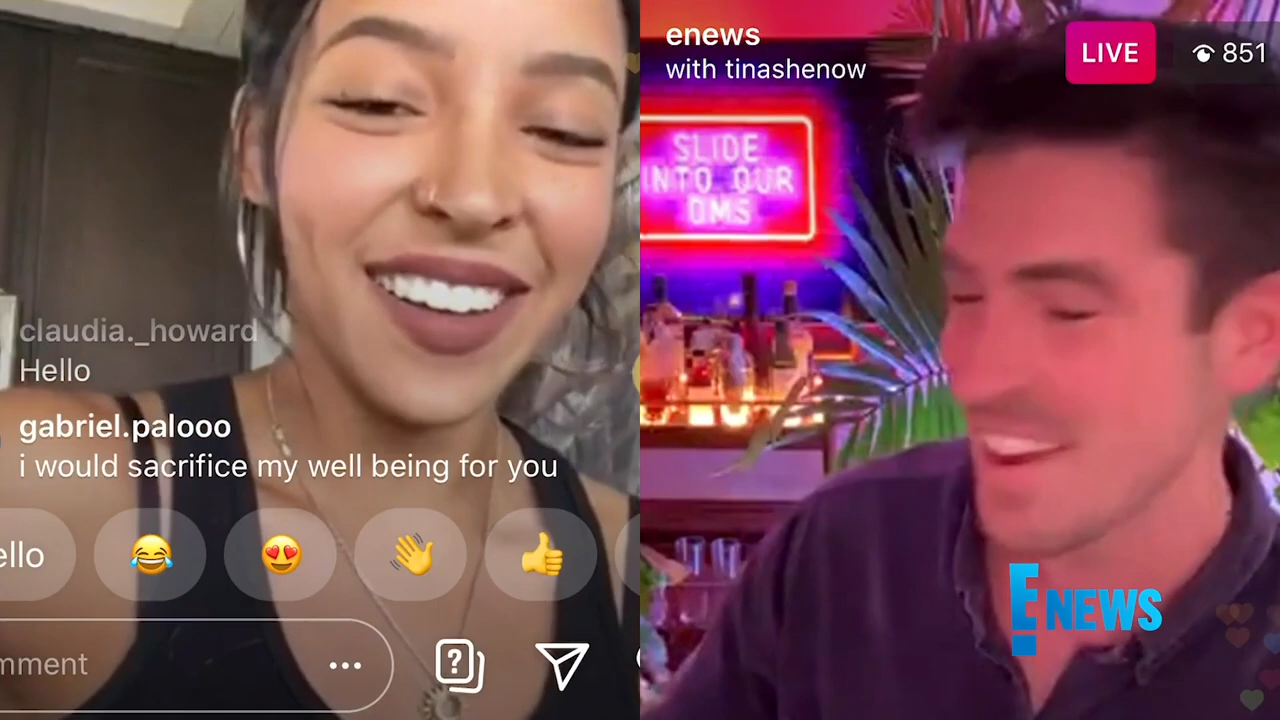 claudia._howard
Hello
gabriel.palooo
i would sacrifice my well being for you
ello
mment
?
enews
with tinashenow
LIVE
851
SLIDE
INTO OUR
DMS
E!
NEWS